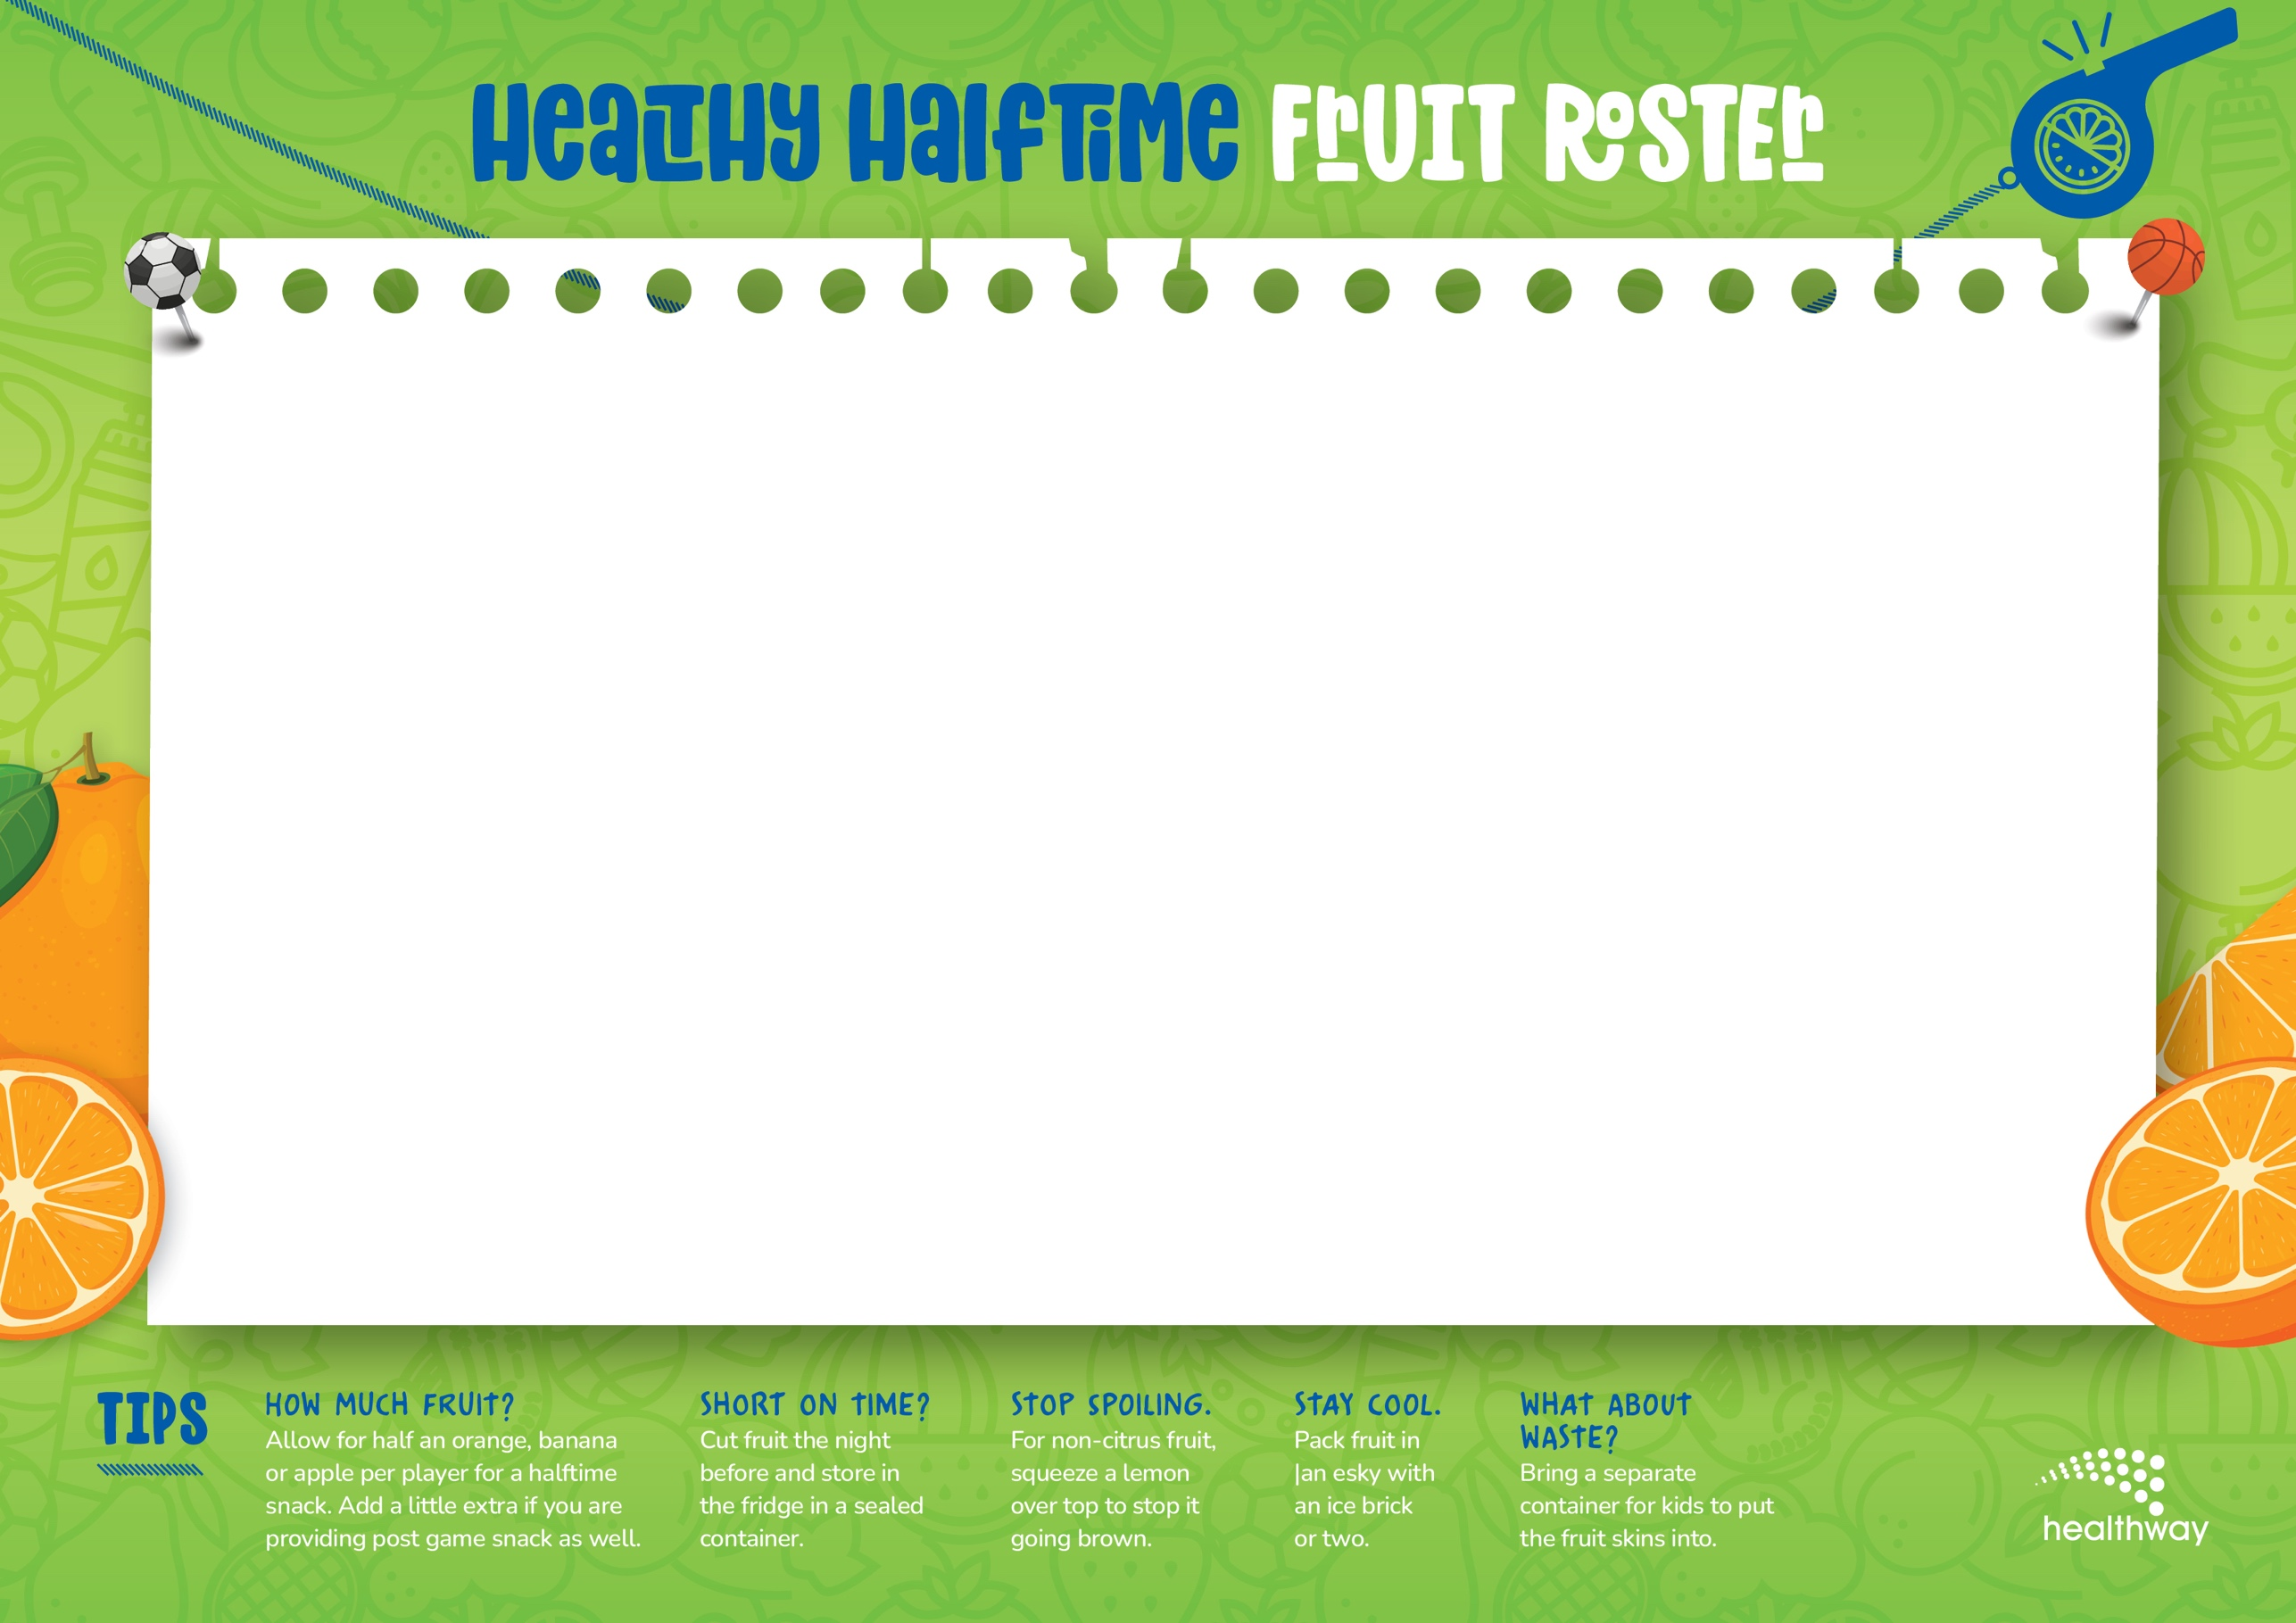 Healthy Halftime Fruit Roster
TIPS
HOW MUCH FRUIT?
Allow for half an orange, banana
or apple per player for a halftime
snack. Add a little extra if you are
providing post game snack as well.
SHORT ON TIME?
Cut fruit the night
before and store in
the fridge in a sealed
container.
STOP SPOILING.
For non-citrus fruit,
squeeze a lemon
over top to stop it
going brown.
STAY COOL.
Pack fruit in
|an esky with
an ice brick
or two.
WHAT ABOUT
WASTE?
Bring a separate
container for kids to put
the fruit skins into.
healthway